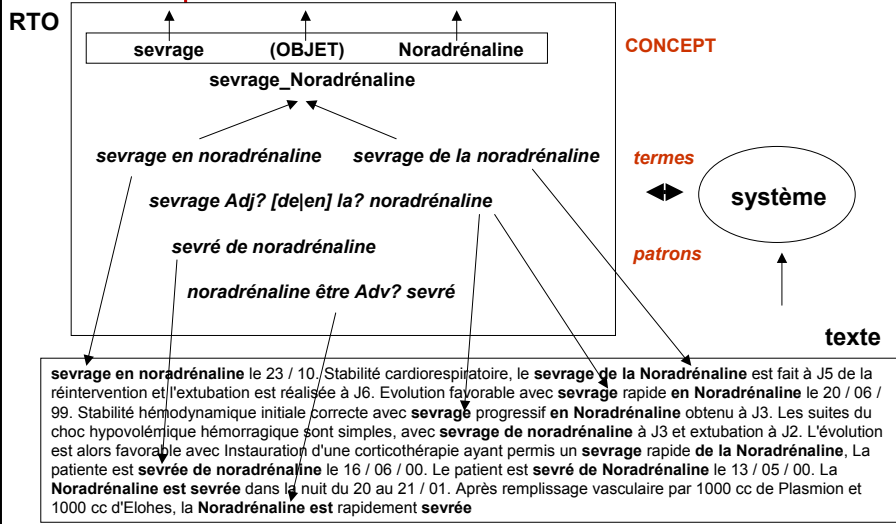 RTO
sevrage (OBJET) Noradrénaline
CONCEPT
sevrage_Noradrénaline
sevrage en noradrénaline sevrage de la noradrénaline
termes
sevrage Adj? [de|en] la? noradrénaline
système
sevré de noradrénaline
patrons
noradrénaline être Adv? sevré
texte
sevrage en noradrénaline le 23 / 10. Stabilité cardiorespiratoire, le sevrage de la Noradrénaline est fait à J5 de la
réintervention et l'extubation est réalisée à J6. Evolution favorable avec sevrage rapide en Noradrénaline le 20 / 06 /
99. Stabilité hémodynamique initiale correcte avec sevrage progressif en Noradrénaline obtenu à J3. Les suites du
choc hypovolémique hémorragique sont simples, avec sevrage de noradrénaline à J3 et extubation à J2. L'évolution
est alors favorable avec Instauration d'une corticothérapie ayant permis un sevrage rapide de la Noradrénaline, La
patiente est sevrée de noradrénaline le 16 / 06 / 00. Le patient est sevré de Noradrénaline le 13 / 05 / 00. La
Noradrénaline est sevrée dans la nuit du 20 au 21 / 01. Après remplissage vasculaire par 1000 cc de Plasmion et
1000 cc d'Elohes, la Noradrénaline est rapidement sevrée